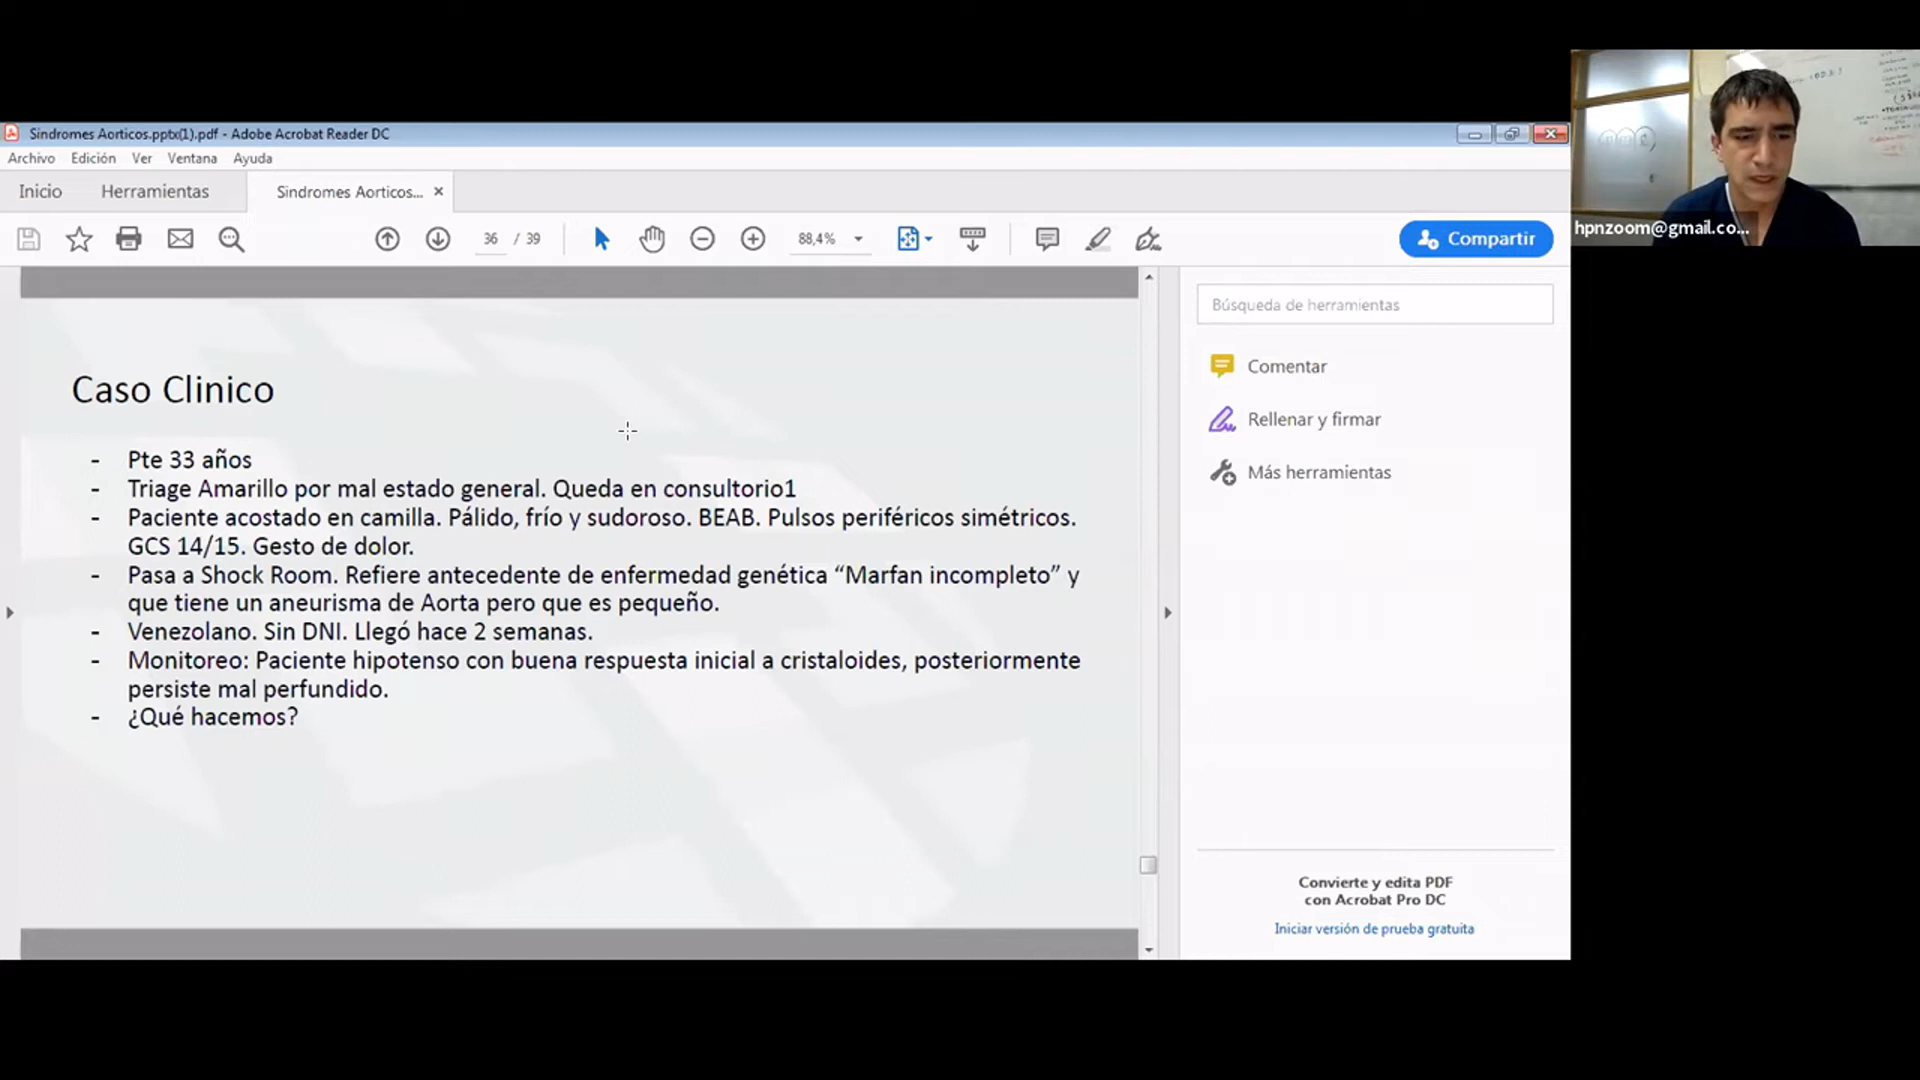 Sindromes Aorticos.pptx(1).pdf - Adobe Acrobat Reader DC
Archivo Edición Ver Ventana Ayuda
Inicio Herramientas Sindromes Aorticos... ×
36 / 39 88,4% Compartir
hpnzoom@gmail.co...
Búsqueda de herramientas
Comentar
Rellenar y firmar
Más herramientas
Caso Clinico
- Pte 33 años
- Triage Amarillo por mal estado general. Queda en consultorio1
- Paciente acostado en camilla. Pálido, frío y sudoroso. BEAB. Pulsos periféricos simétricos.
GCS 14/15. Gesto de dolor.
- Pasa a Shock Room. Refiere antecedente de enfermedad genética “Marfan incompleto” y
que tiene un aneurisma de Aorta pero que es pequeño.
- Venezolano. Sin DNI. Llegó hace 2 semanas.
- Monitoreo: Paciente hipotenso con buena respuesta inicial a cristaloides, posteriormente
persiste mal perfundido.
- ¿Qué hacemos?
Convierte y edita PDF
con Acrobat Pro DC
Iniciar versión de prueba gratuita